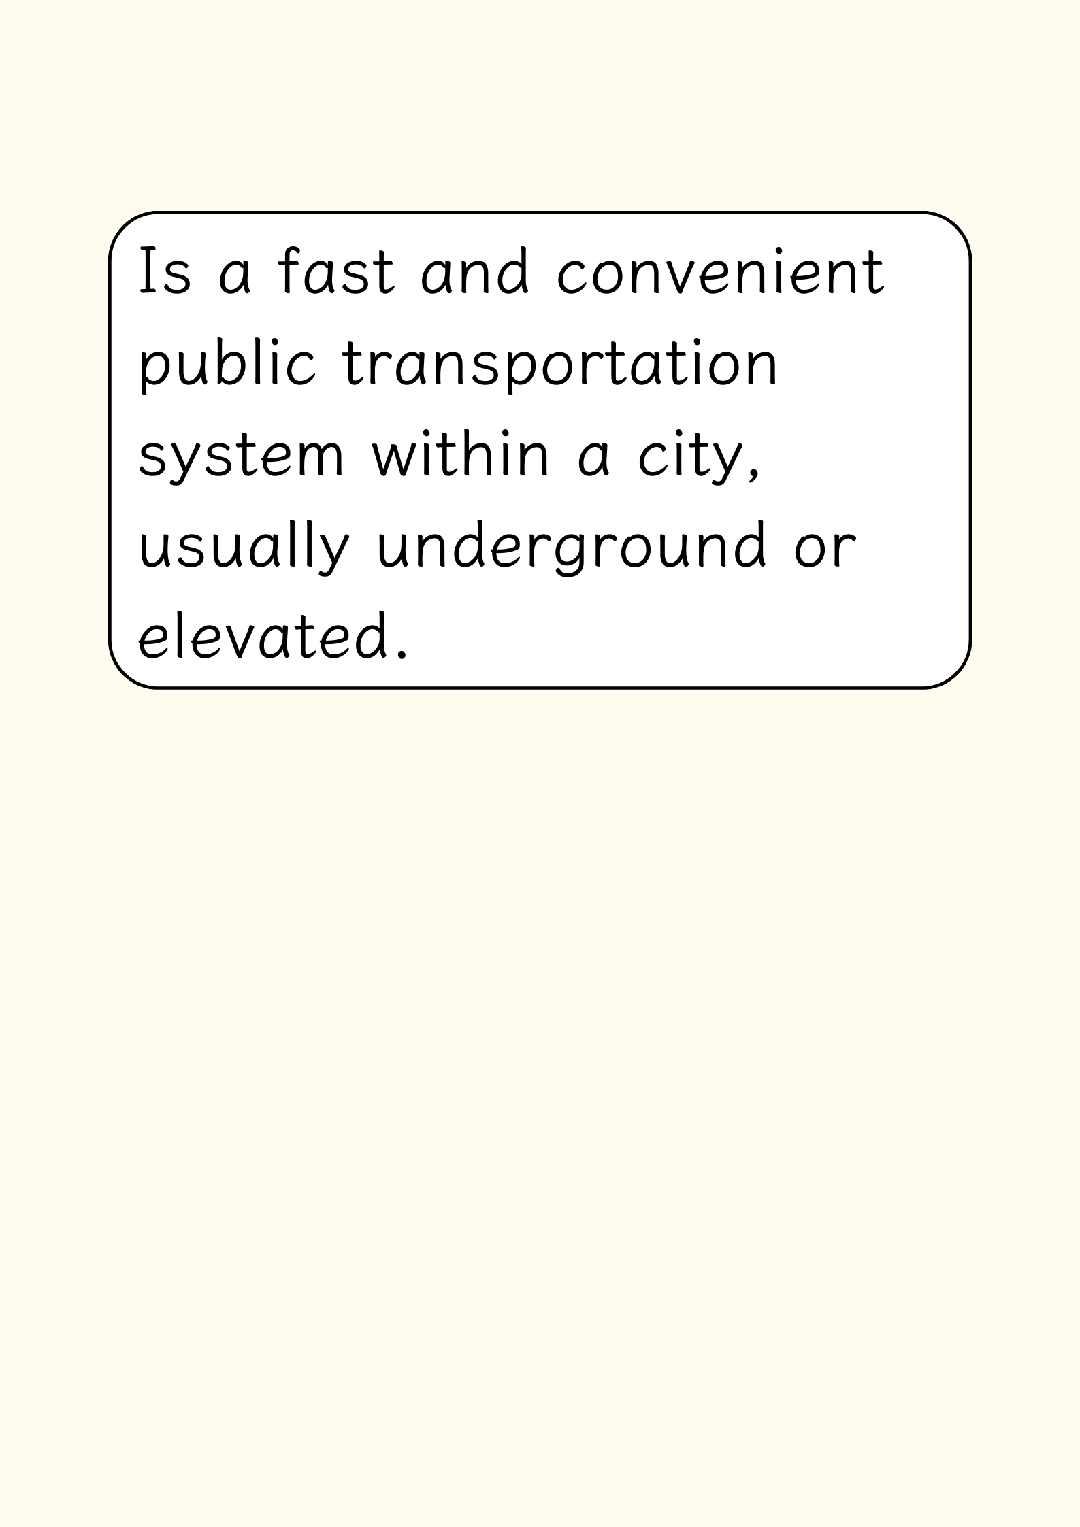 Is a fast and convenient
public transportation
system within a city,
usually underground or
elevated.